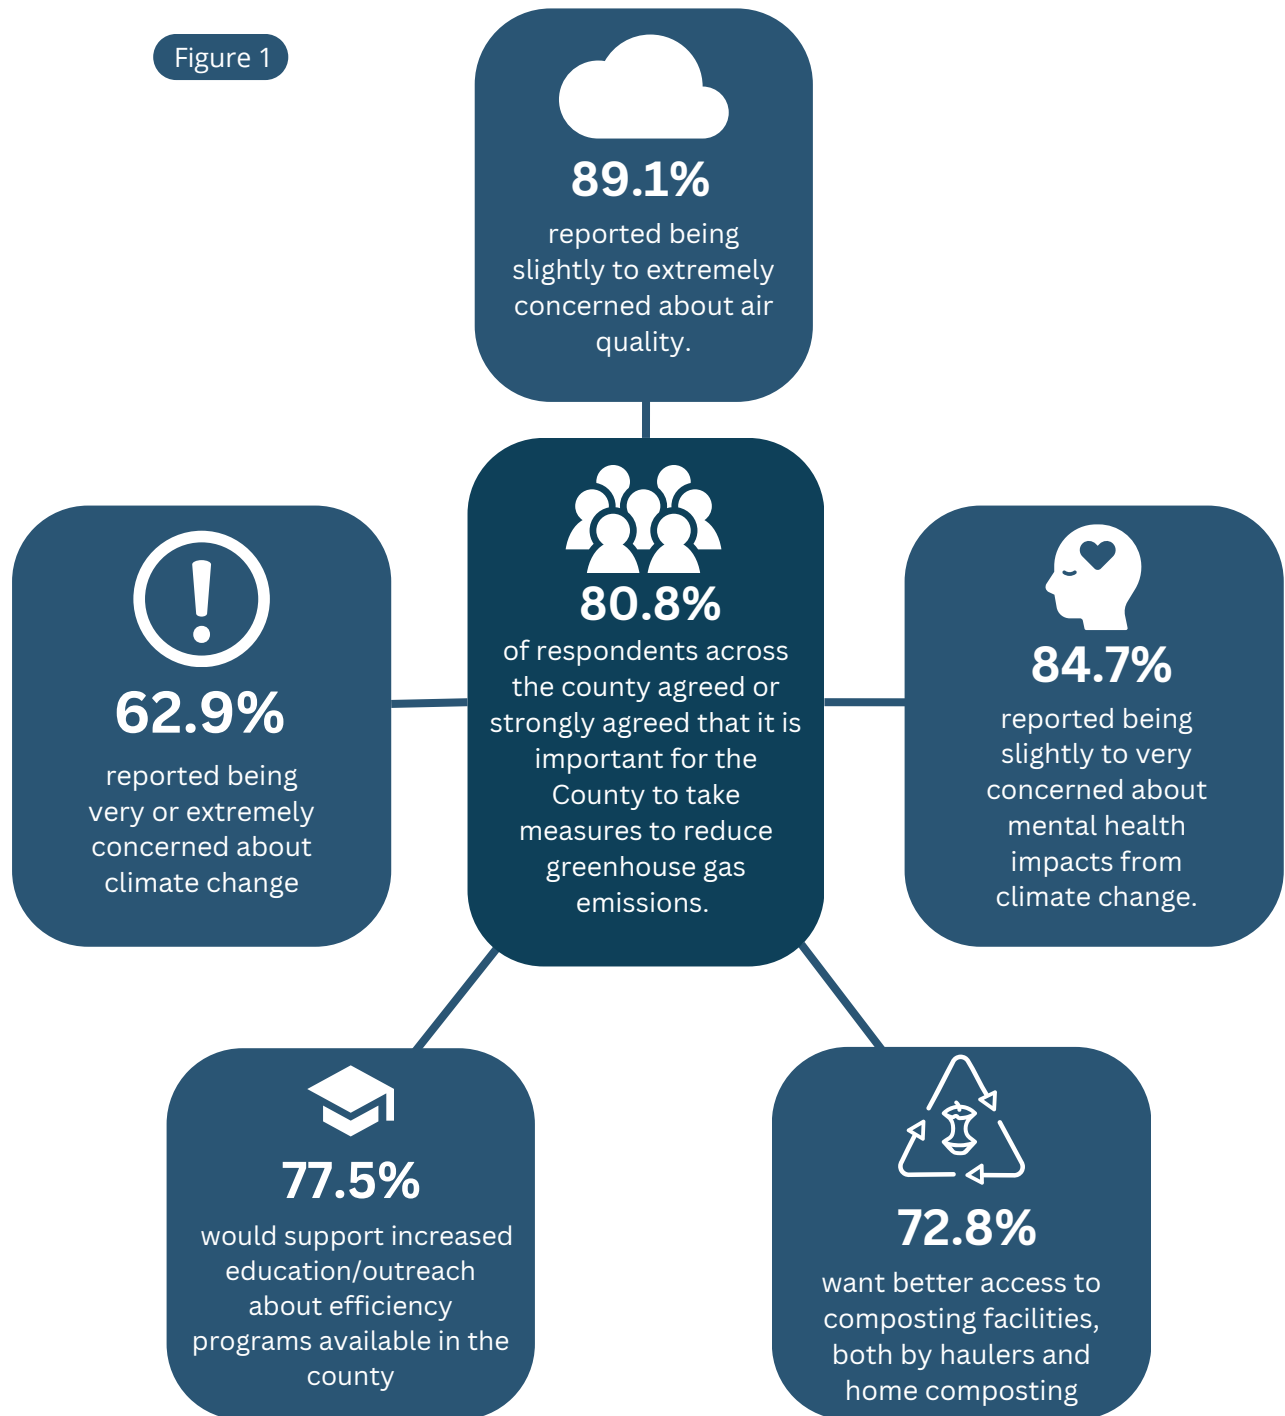 Figure 1
89.1%
reported being
slightly to extremely
concerned about air
quality.
80.8%
of respondents across
the county agreed or
strongly agreed that it is
important for the
County to take
measures to reduce
greenhouse gas
emissions.
62.9%
reported being
very or extremely
concerned about
climate change
84.7%
reported being
slightly to very
concerned about
mental health
impacts from
climate change.
77.5%
would support increased
education/outreach
about efficiency
programs available in the
county
72.8%
want better access to
composting facilities,
both by haulers and
home composting